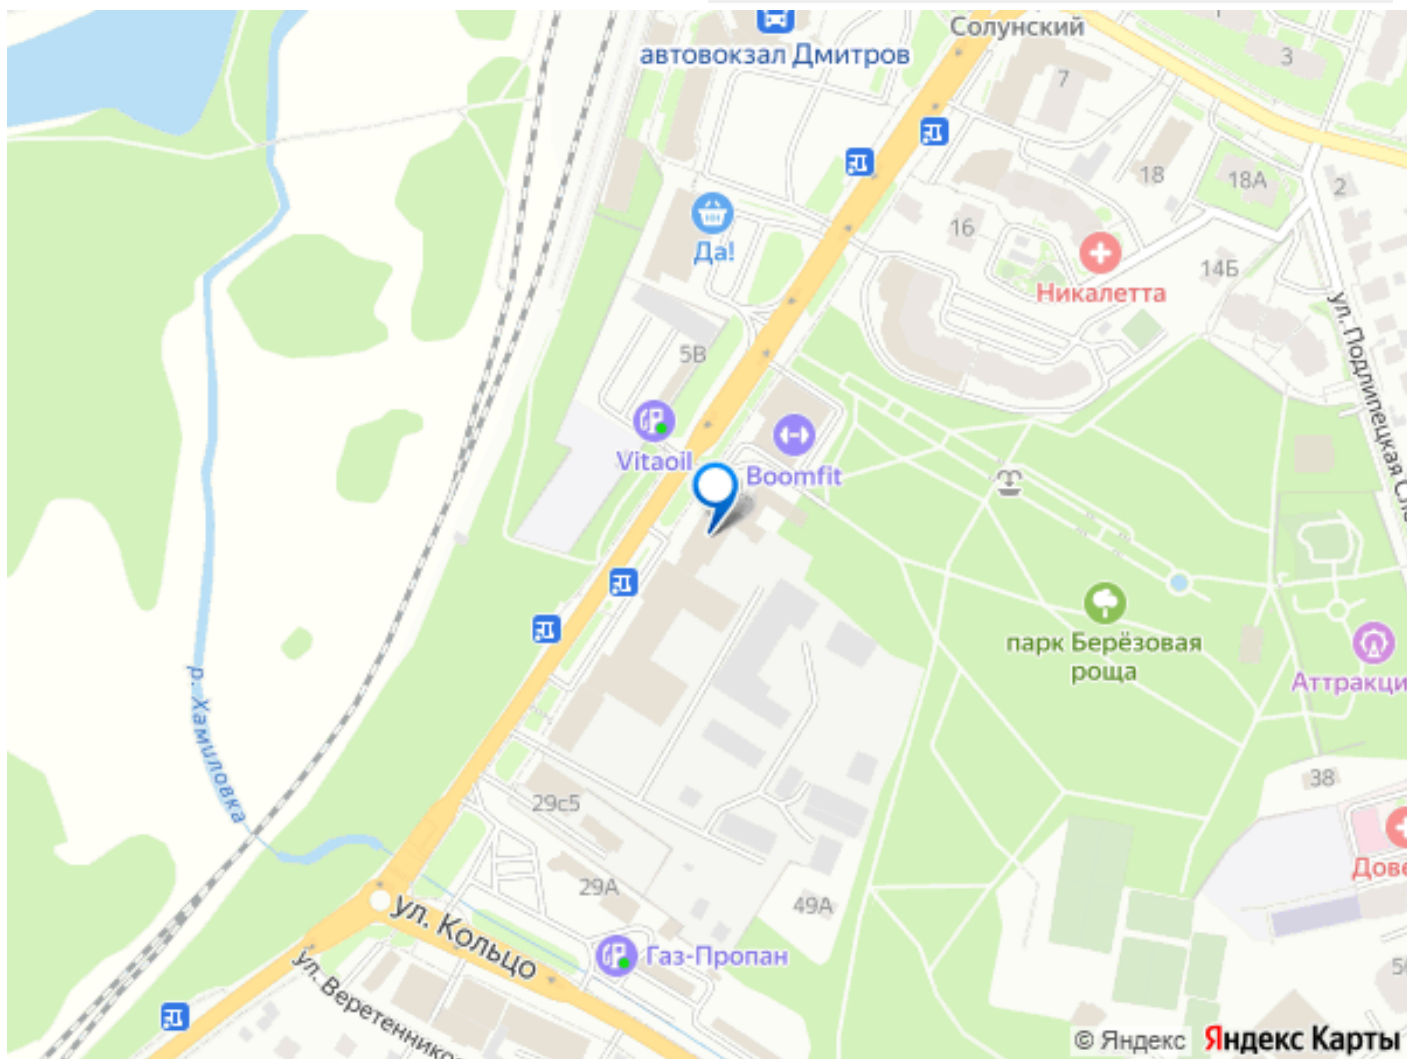 автовокзал Дмитров
Солунский
7
3
18
18А
2
Да!
16
14Б
Никалетта
5В
ул. Подлипецкая Сло
Vitaoil
Boomfit
парк Берёзовая
роща
Аттракци
р. Хамиловка
38
29с5
29А
49А
Дове
ул. Кольцо
Газ-Пропан
ул. Веретеннико
© Яндекс Яндекс Карты